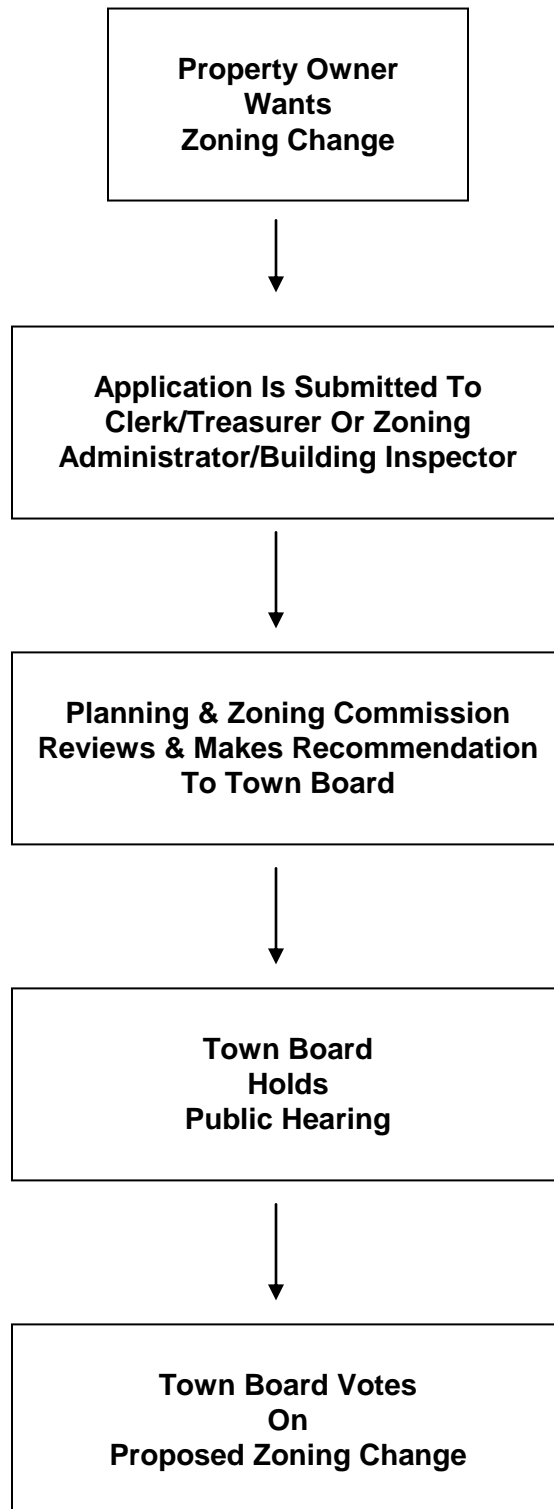 Property Owner
Wants
Zoning Change
Application Is Submitted To
Clerk/Treasurer Or Zoning
Administrator/Building Inspector
Planning & Zoning Commission
Reviews & Makes Recommendation
To Town Board
Town Board
Holds
Public Hearing
Town Board Votes
On
Proposed Zoning Change